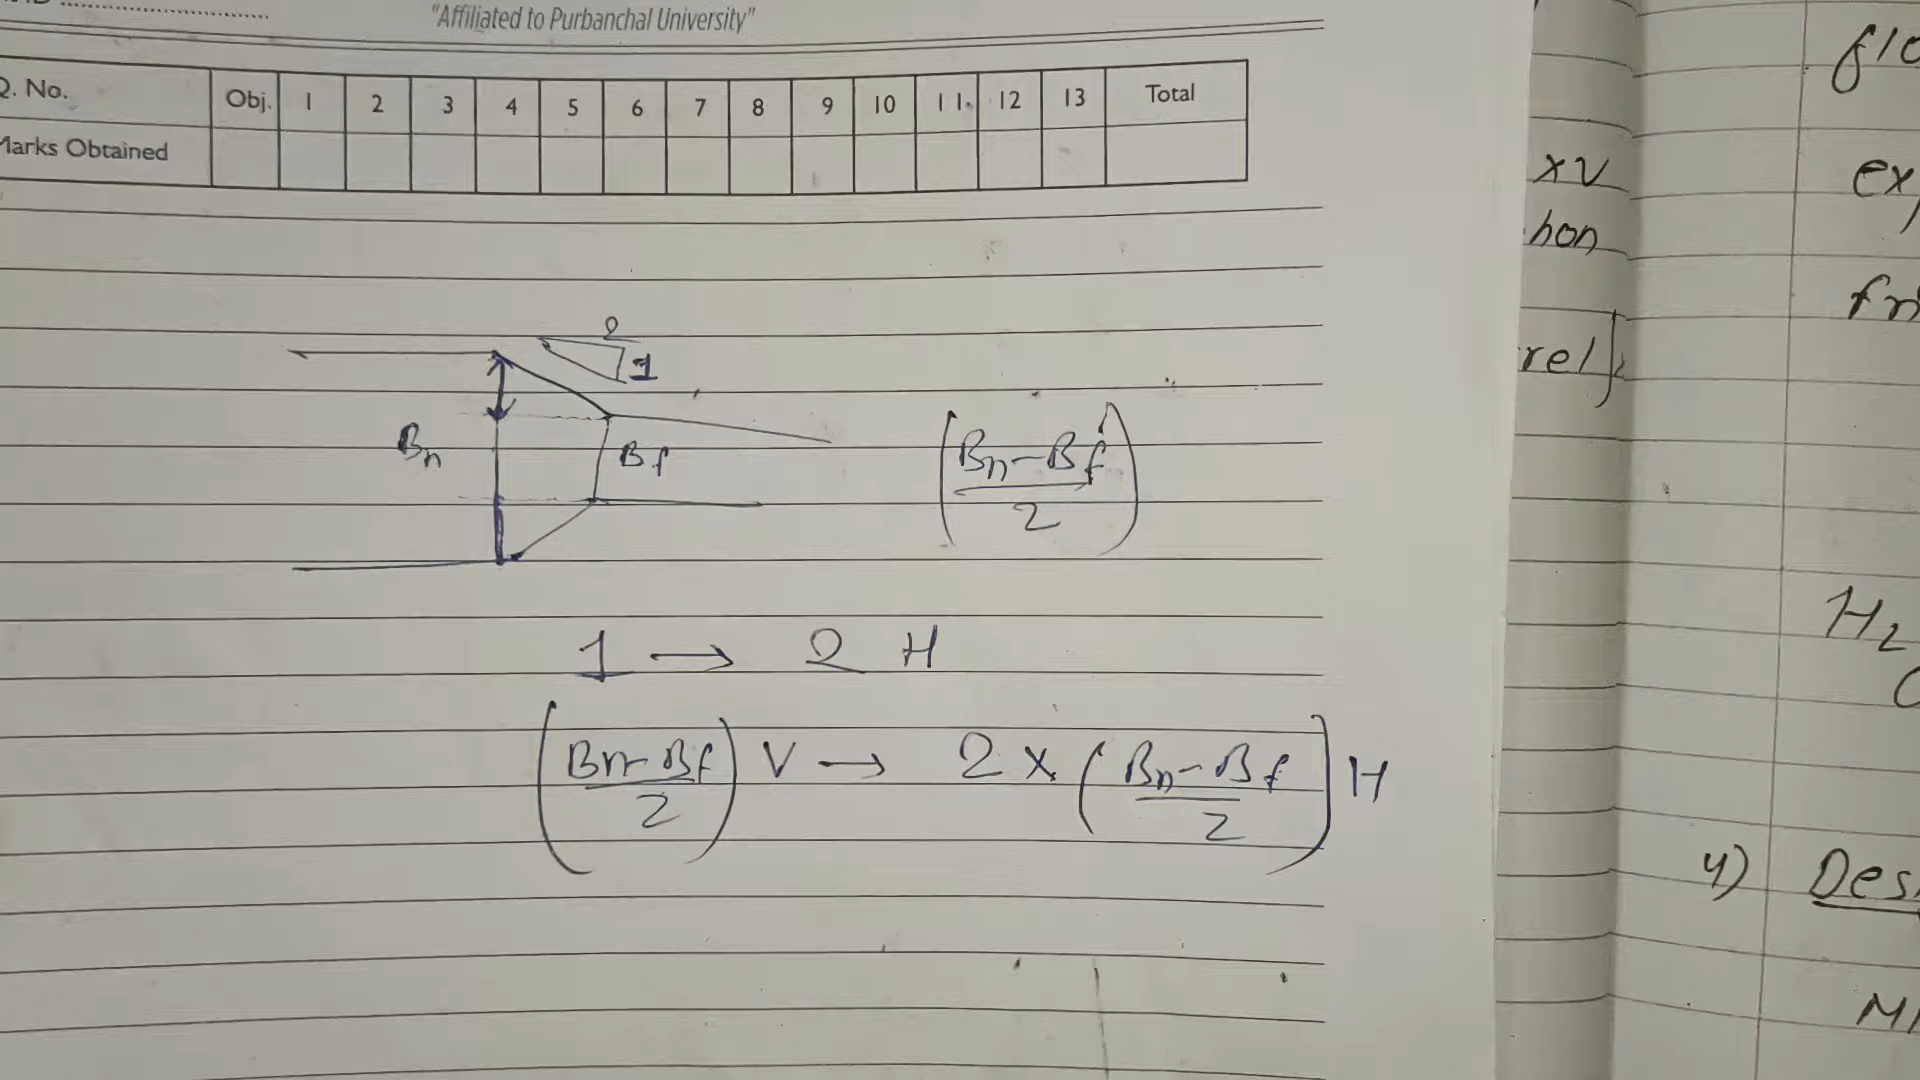 "Affiliated to Purbanchal University"
Q. No. Obj. 1 2 3 4 5 6 7 8 9 10 11. 12 13 Total
Marks Obtained
2
1
Bn
Bf
(Bn-Bf / 2)
1 → 2 H
(Bn-Bf / 2) V → 2 x (Bn-Bf / 2) H
xv
ex
hon
rel
H2
4) Des